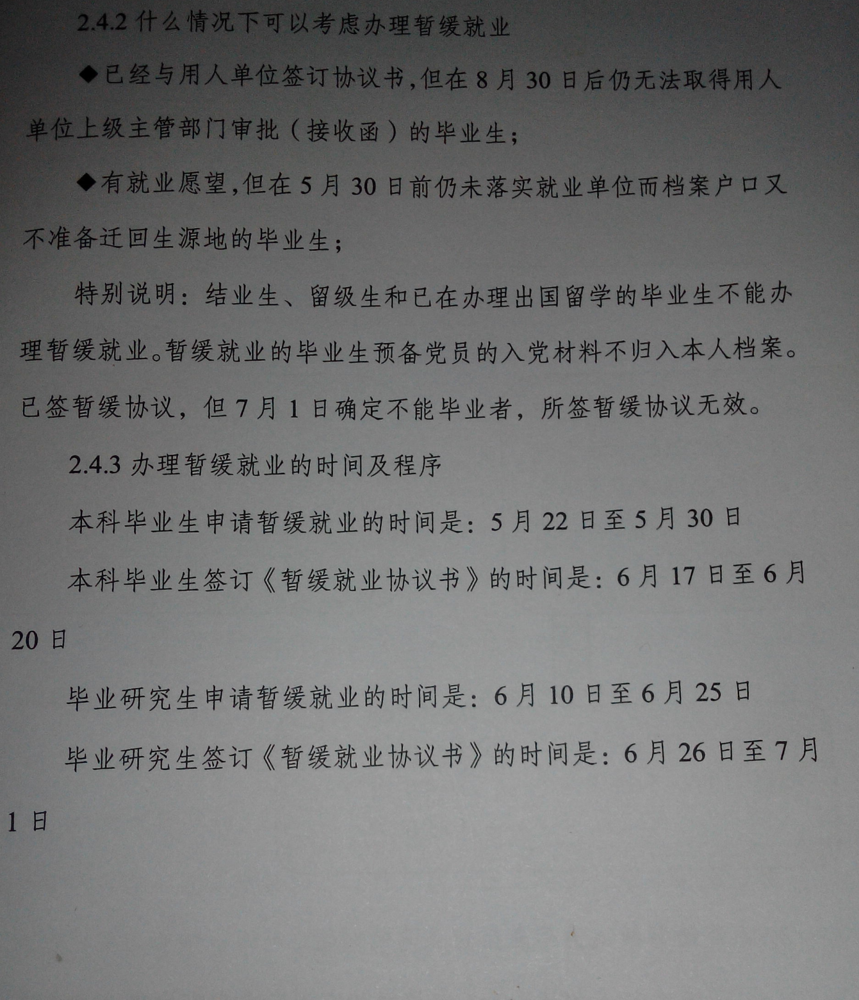 2.4.2 什么情况下可以考虑办理暂缓就业
◆已经与用人单位签订协议书,但在 8 月 30 日后仍无法取得用人
单位上级主管部门审批（接收函）的毕业生；
◆有就业愿望,但在 5 月 30 日前仍未落实就业单位而档案户口又
不准备迁回生源地的毕业生；
特别说明：结业生、留级生和已在办理出国留学的毕业生不能办
理暂缓就业。暂缓就业的毕业生预备党员的入党材料不归入本人档案。
已签暂缓协议，但 7 月 1 日确定不能毕业者，所签暂缓协议无效。
2.4.3 办理暂缓就业的时间及程序
本科毕业生申请暂缓就业的时间是：5 月 22 日至 5 月 30 日
本科毕业生签订《暂缓就业协议书》的时间是：6 月 17 日至 6 月
20 日
毕业研究生申请暂缓就业的时间是：6 月 10 日至 6 月 25 日
毕业研究生签订《暂缓就业协议书》的时间是：6 月 26 日至 7 月
1 日